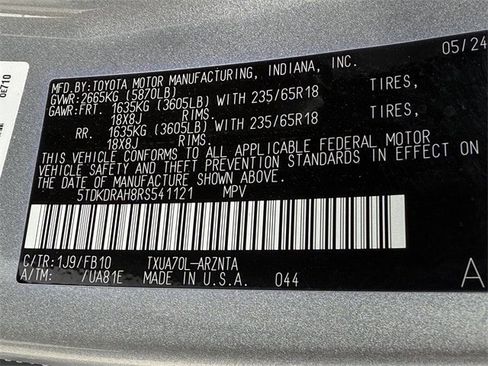 05/24
MFD.BY:TOYOTA MOTOR MANUFACTURING, INDIANA, INC.
GVWR:2665KG (5870LB)
GAWR:FRT. 1635KG (3605LB) WITH 235/65R18 TIRES,
18X8J RIMS.
RR. 1635KG (3605LB) WITH 235/65R18 TIRES,
18X8J RIMS.
THIS VEHICLE CONFORMS TO ALL APPLICABLE FEDERAL MOTOR
VEHICLE SAFETY AND THEFT PREVENTION STANDARDS IN EFFECT ON
THE DATE OF MANUFACTURE SHOWN ABOVE.
5TDKDRAH8RS541121 MPV
C/TR:1J9/FB10 TXUA70L-ARZNTA
A/TM: /UA81E MADE IN U.S.A. 044 A
0E710